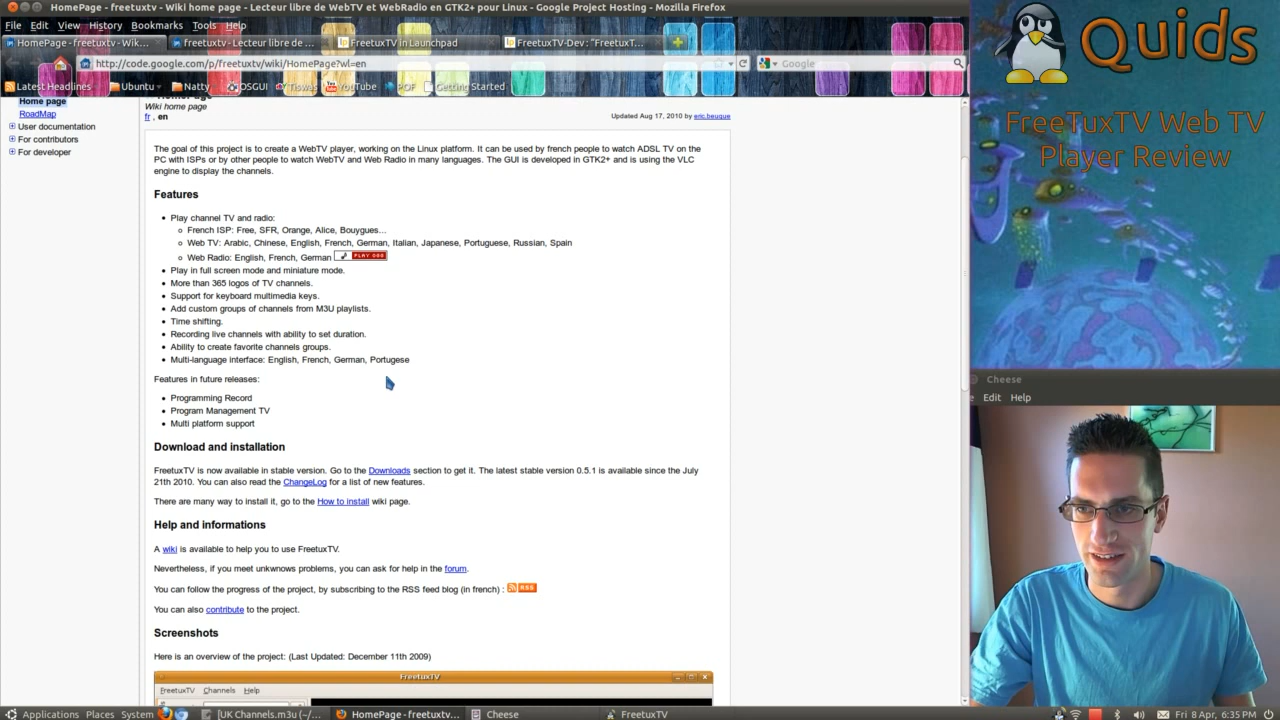 HomePage - freetuxtv - Wiki home page - Lecteur libre de WebTV et WebRadio en GTK2+ pour Linux - Google Project Hosting - Mozilla Firefox
File Edit View History Bookmarks Tools Help
HomePage - freetuxtv - Wik... freetuxtv - Lecteur libre de ... FreeTuxTV in Launchpad FreeTuxTV-Dev : "FreetuxT...
http://code.google.com/p/freetuxtv/wiki/HomePage?wl=en
Google
Latest Headlines Ubuntu Natty OSGUI Tiswas YouTube POF Getting Started
Home page
RoadMap
User documentation
For contributors
For developer
Wiki home page
fr , en
Updated Aug 17, 2010 by eric.beuque
The goal of this project is to create a WebTV player, working on the Linux platform. It can be used by french people to watch ADSL TV on the
PC with ISPs or by other people to watch WebTV and Web Radio in many languages. The GUI is developed in GTK2+ and is using the VLC
engine to display the channels.
Features
Play channel TV and radio:
French ISP: Free, SFR, Orange, Alice, Bouygues...
Web TV: Arabic, Chinese, English, French, German, Italian, Japanese, Portuguese, Russian, Spain
Web Radio: English, French, German
Play in full screen mode and miniature mode.
More than 365 logos of TV channels.
Support for keyboard multimedia keys.
Add custom groups of channels from M3U playlists.
Time shifting.
Recording live channels with ability to set duration.
Ability to create favorite channels groups.
Multi-language interface: English, French, German, Portugese
Features in future releases:
Programming Record
Program Management TV
Multi platform support
Download and installation
FreetuxTV is now available in stable version. Go to the Downloads section to get it. The latest stable version 0.5.1 is available since the July
21th 2010. You can also read the ChangeLog for a list of new features.
There are many way to install it, go to the How to install wiki page.
Help and informations
A wiki is available to help you to use FreetuxTV.
Nevertheless, if you meet unkwnows problems, you can ask for help in the forum.
You can follow the progress of the project, by subscribing to the RSS feed blog (in french) : RSS
You can also contribute to the project.
Screenshots
Here is an overview of the project: (Last Updated: December 11th 2009)
FreetuxTV
FreetuxTV Channels Help
Quids
FreeTuxTV Web TV
Player Review
Cheese
Edit Help
Applications Places System [UK Channels.m3u (~/... HomePage - freetuxtv -... Cheese FreetuxTV Fri 8 Apr, 6:35 PM